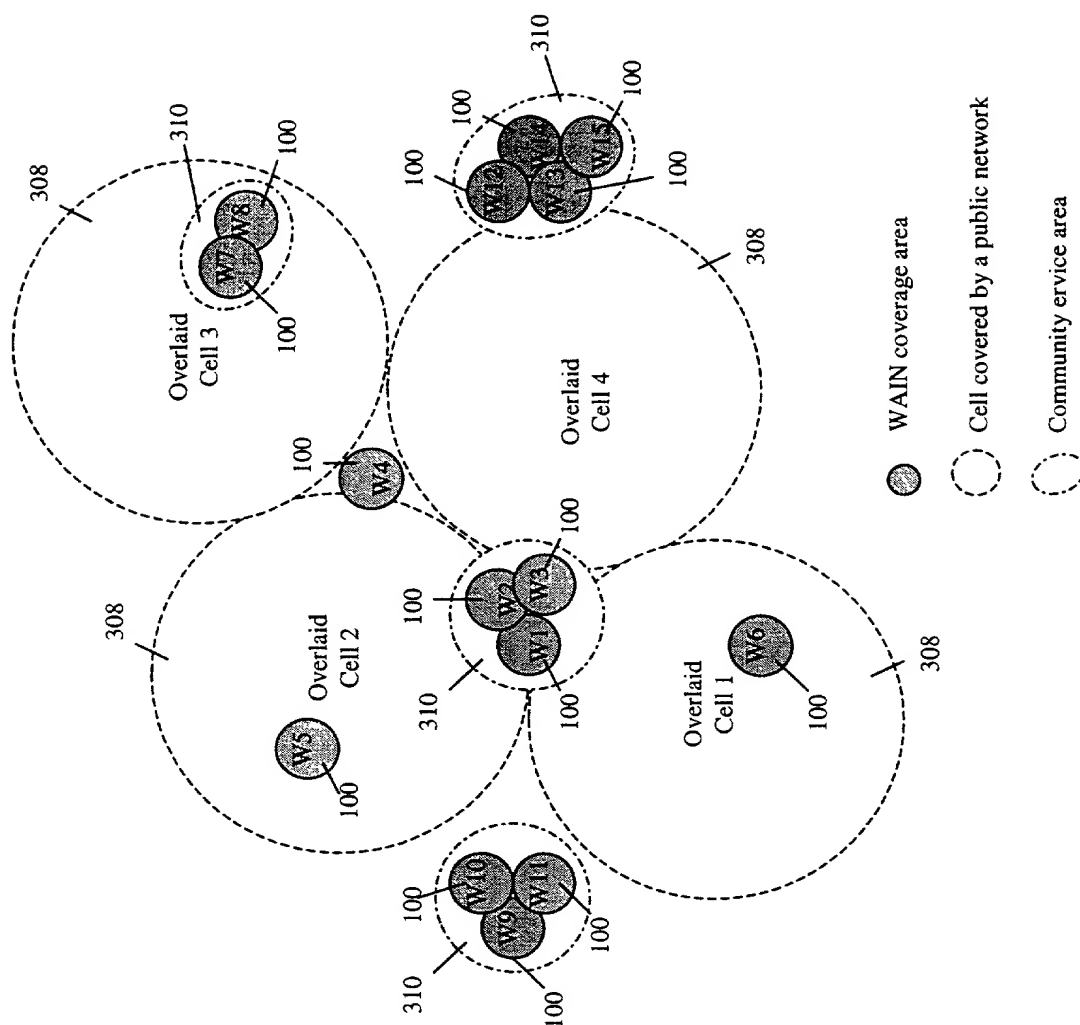 310
100
W9
100
W10
100
W11
100
308
W5
100
Overlaid
Cell 2
310
100
W1
100
W2
W3
100
Overlaid
Cell 1
W6
100
308
100
W4
308
Overlaid
Cell 3
310
W7
100
W8
100
Overlaid
Cell 4
308
310
100
W12
100
W13
100
W14
W15
100
WAIN coverage area
Cell covered by a public network
Community ervice area